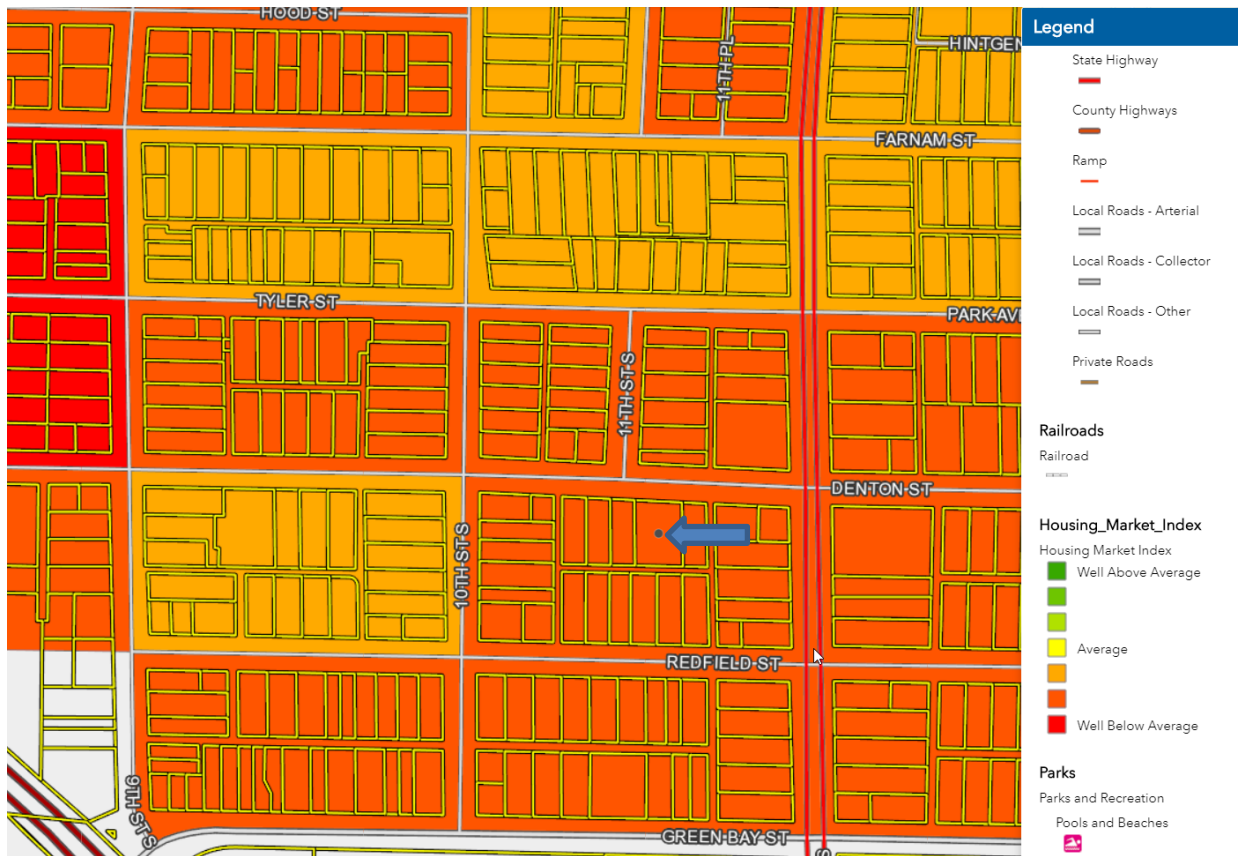 HOOD ST
11TH PL
HINTGEN
FARNAM ST
TYLER ST
PARK AV
11TH ST S
DENTON ST
10TH ST S
REDFIELD ST
9TH ST S
GREEN BAY ST
S
Legend
State Highway
County Highways
Ramp
Local Roads - Arterial
Local Roads - Collector
Local Roads - Other
Private Roads
Railroads
Railroad
Housing_Market_Index
Housing Market Index
Well Above Average
Average
Well Below Average
Parks
Parks and Recreation
Pools and Beaches